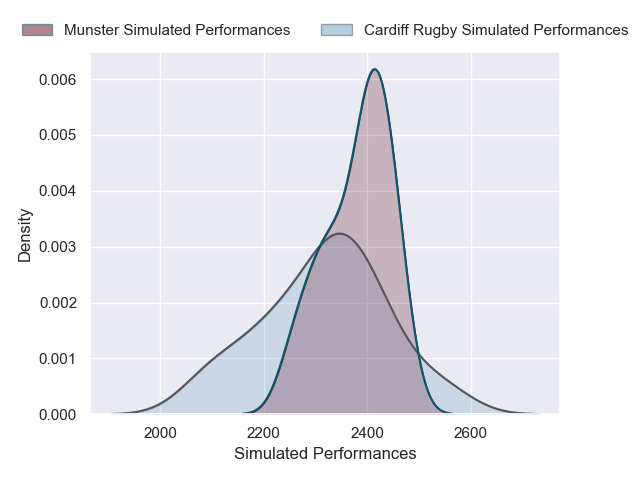 Munster Simulated Performances
Cardiff Rugby Simulated Performances
0.006
0.005
0.004
0.003
0.002
0.001
0.000
Density
2000 2200 2400 2600
Simulated Performances